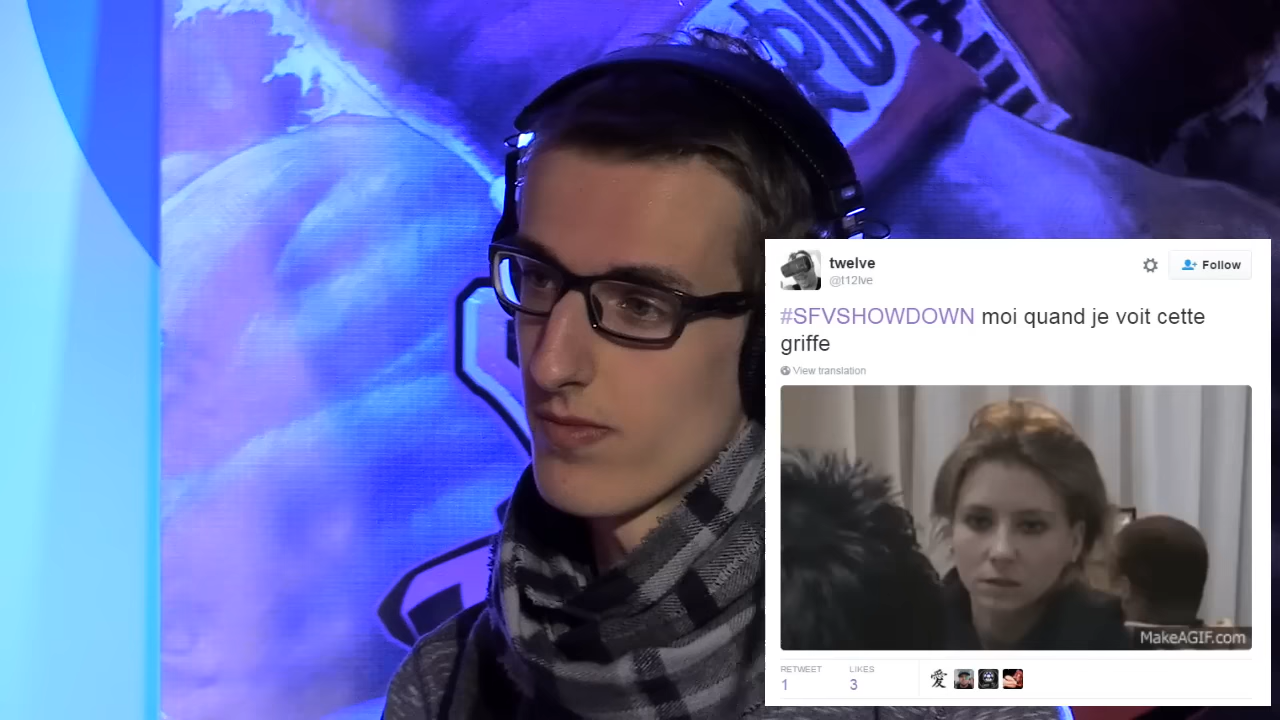 twelve
@t12lve
Follow
#SFVSHOWDOWN moi quand je voit cette
griffe
View translation
MakeAGIF.com
RETWEET
LIKES
1
3
愛